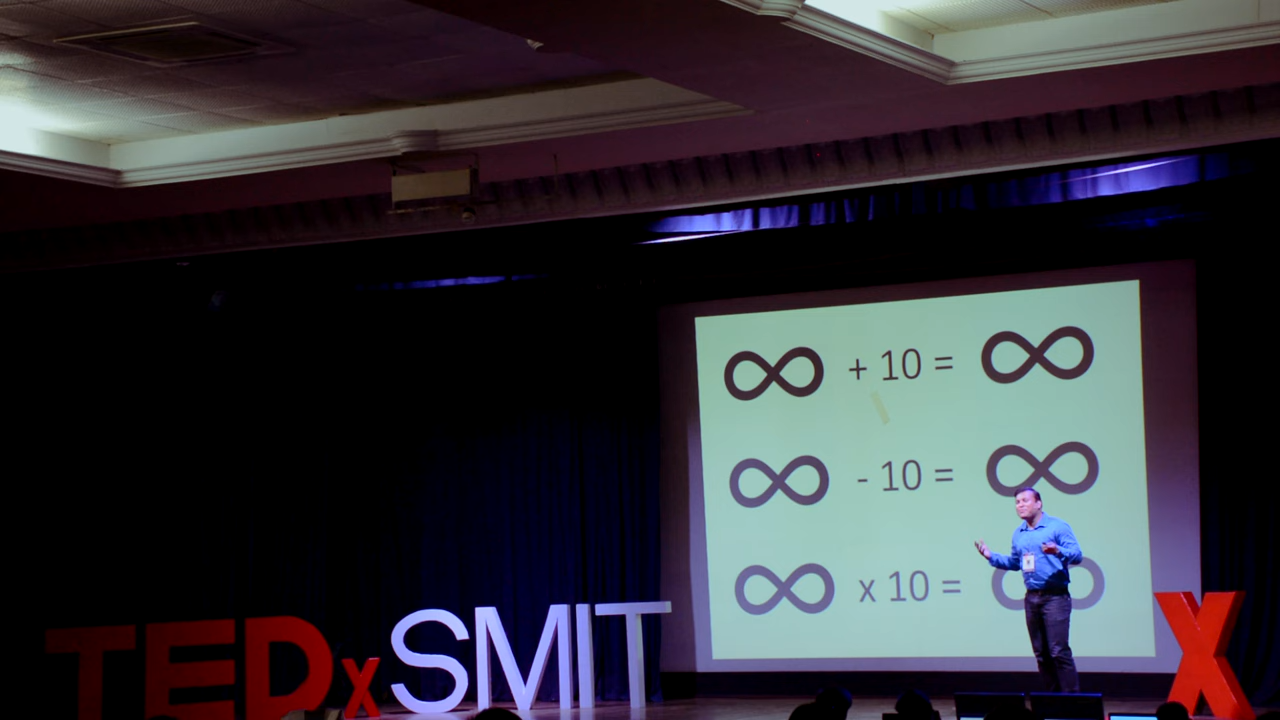 ∞ + 10 = ∞
∞ - 10 = ∞
∞ x 10 = ∞
TEDxSMIT
X